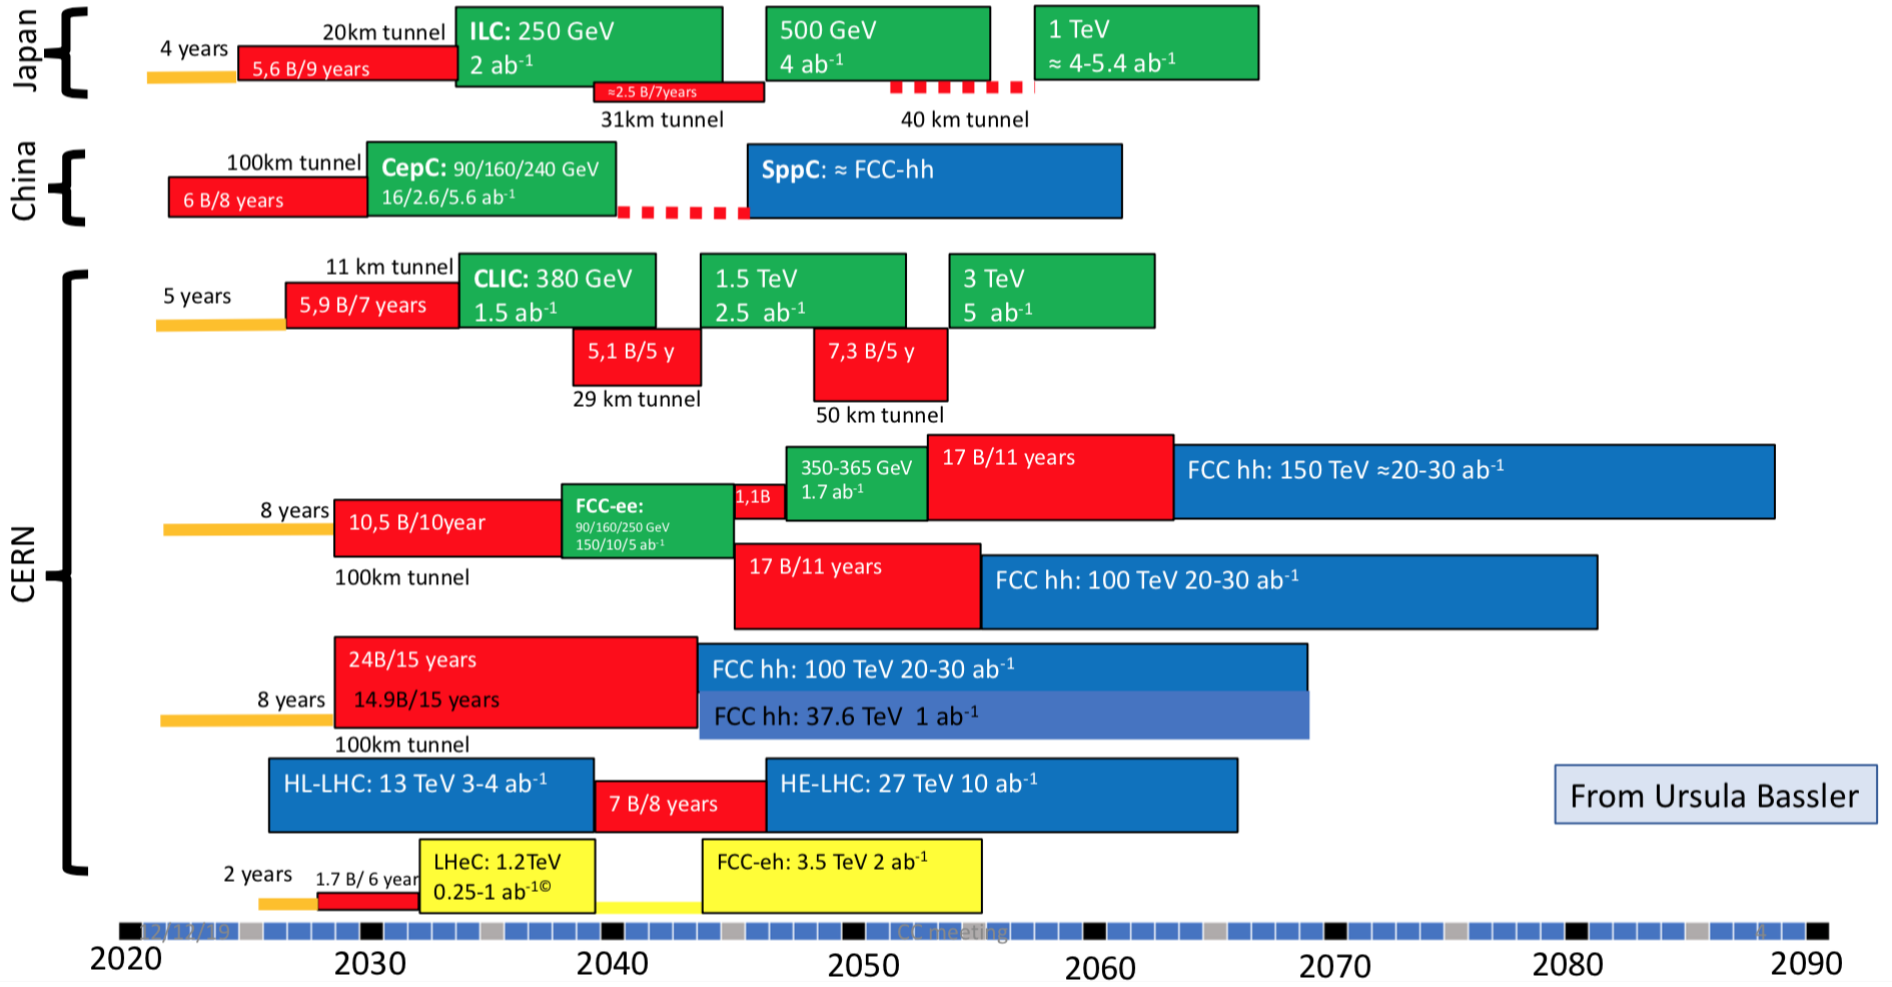 Japan
4 years
20km tunnel
5,6 B/9 years
ILC: 250 GeV
2 ab-1
≈2.5 B/7years
31km tunnel
500 GeV
4 ab-1
40 km tunnel
1 TeV
≈ 4-5.4 ab-1
China
100km tunnel
6 B/8 years
CepC: 90/160/240 GeV
16/2.6/5.6 ab-1
SppC: ≈ FCC-hh
CERN
5 years
11 km tunnel
5,9 B/7 years
CLIC: 380 GeV
1.5 ab-1
5,1 B/5 y
29 km tunnel
1.5 TeV
2.5 ab-1
7,3 B/5 y
50 km tunnel
3 TeV
5 ab-1
8 years
10,5 B/10year
100km tunnel
FCC-ee:
90/160/250 GeV
150/10/5 ab-1
1,1B
350-365 GeV
1.7 ab-1
17 B/11 years
FCC hh: 150 TeV ≈20-30 ab-1
17 B/11 years
FCC hh: 100 TeV 20-30 ab-1
8 years
24B/15 years
14.9B/15 years
100km tunnel
FCC hh: 100 TeV 20-30 ab-1
FCC hh: 37.6 TeV 1 ab-1
HL-LHC: 13 TeV 3-4 ab-1
7 B/8 years
HE-LHC: 27 TeV 10 ab-1
From Ursula Bassler
2 years
1.7 B/ 6 year
LHeC: 1.2TeV
0.25-1 ab-1©
FCC-eh: 3.5 TeV 2 ab-1
12/12/19
CC meeting
4
2020 2030 2040 2050 2060 2070 2080 2090